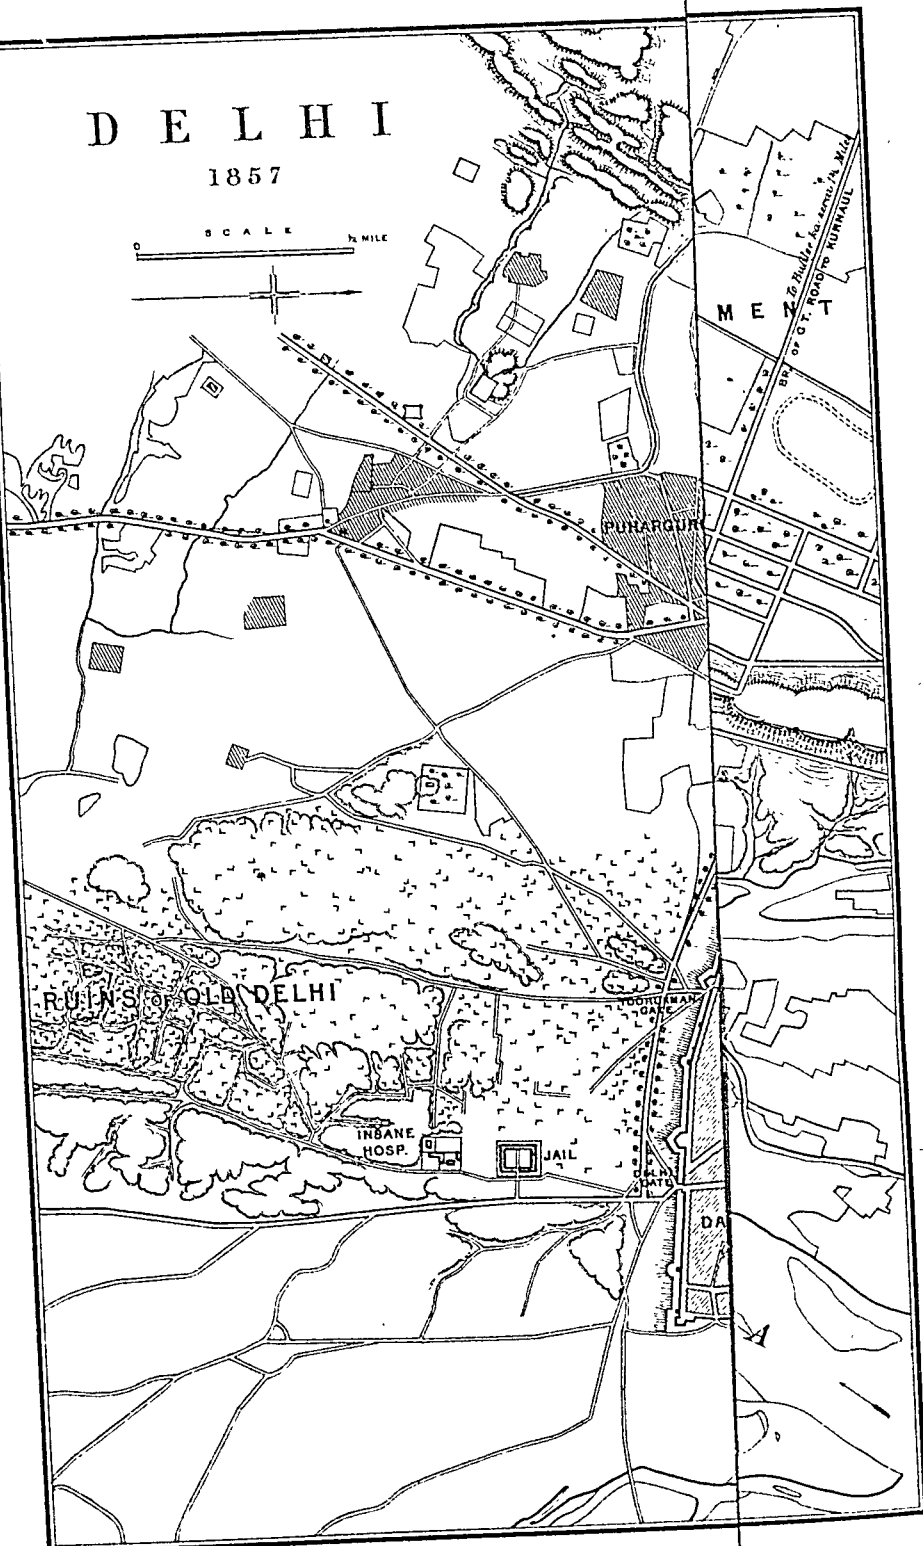 DELHI
1857
SCALE
0 ½ MILE
To Budlee ka serai 1¼ Mile
BR. OF G.T. ROAD TO KURNAUL
MENT
PUHARGUR
RUINS OF OLD DELHI
TOORKMAN
GATE
INSANE
HOSP.
JAIL
DELHI
GATE
DA
A